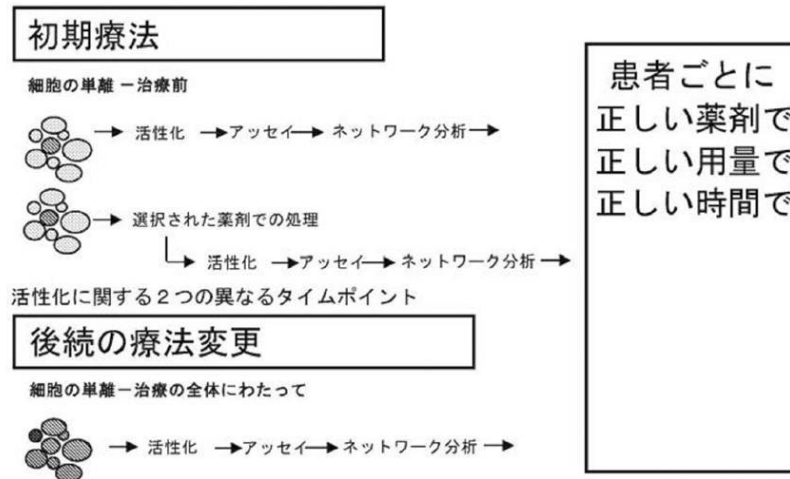 初期療法
細胞の単離 －治療前
活性化 アッセイ ネットワーク分析
選択された薬剤での処理
活性化 アッセイ ネットワーク分析
活性化に関する２つの異なるタイムポイント
後続の療法変更
細胞の単離－治療の全体にわたって
活性化 アッセイ ネットワーク分析
患者ごとに
正しい薬剤で
正しい用量で
正しい時間で